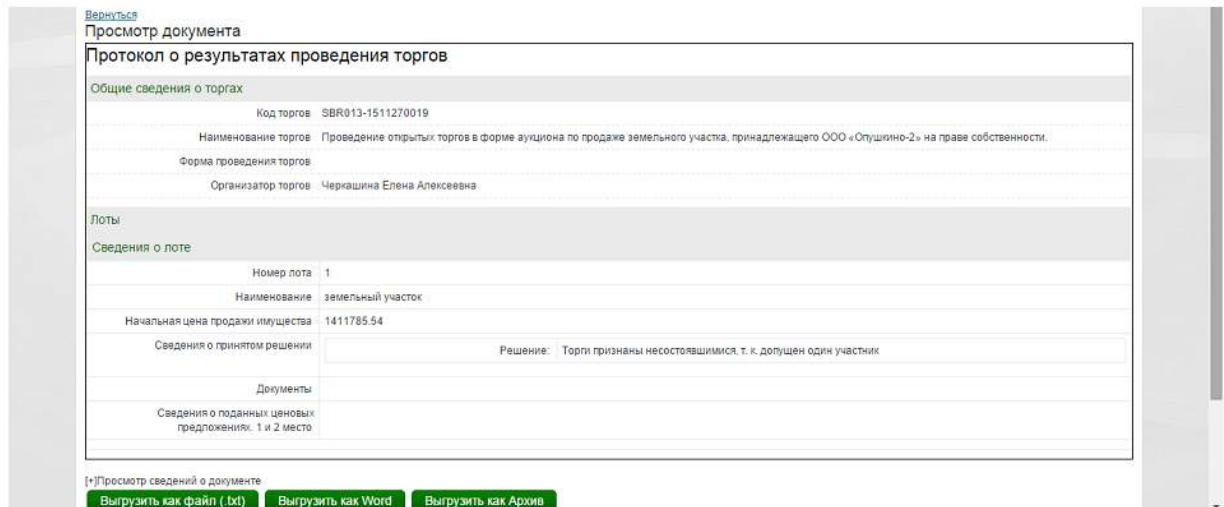 Вернуться
Просмотр документа
Протокол о результатах проведения торгов
Общие сведения о торгах
Код торгов SBR013-1511270019
Наименование торгов Проведение открытых торгов в форме аукциона по продаже земельного участка, принадлежащего ООО «Опушкино-2» на праве собственности.
Форма проведения торгов
Организатор торгов Черкашина Елена Алексеевна
Лоты
Сведения о лоте
Номер лота 1
Наименование земельный участок
Начальная цена продажи имущества 1411785.54
Сведения о принятом решении Решение: Торги признаны несостоявшимися, т. к. допущен один участник
Документы
Сведения о поданных ценовых
предложениях. 1 и 2 место
[+]Просмотр сведений о документе
Выгрузить как файл (.txt) Выгрузить как Word Выгрузить как Архив